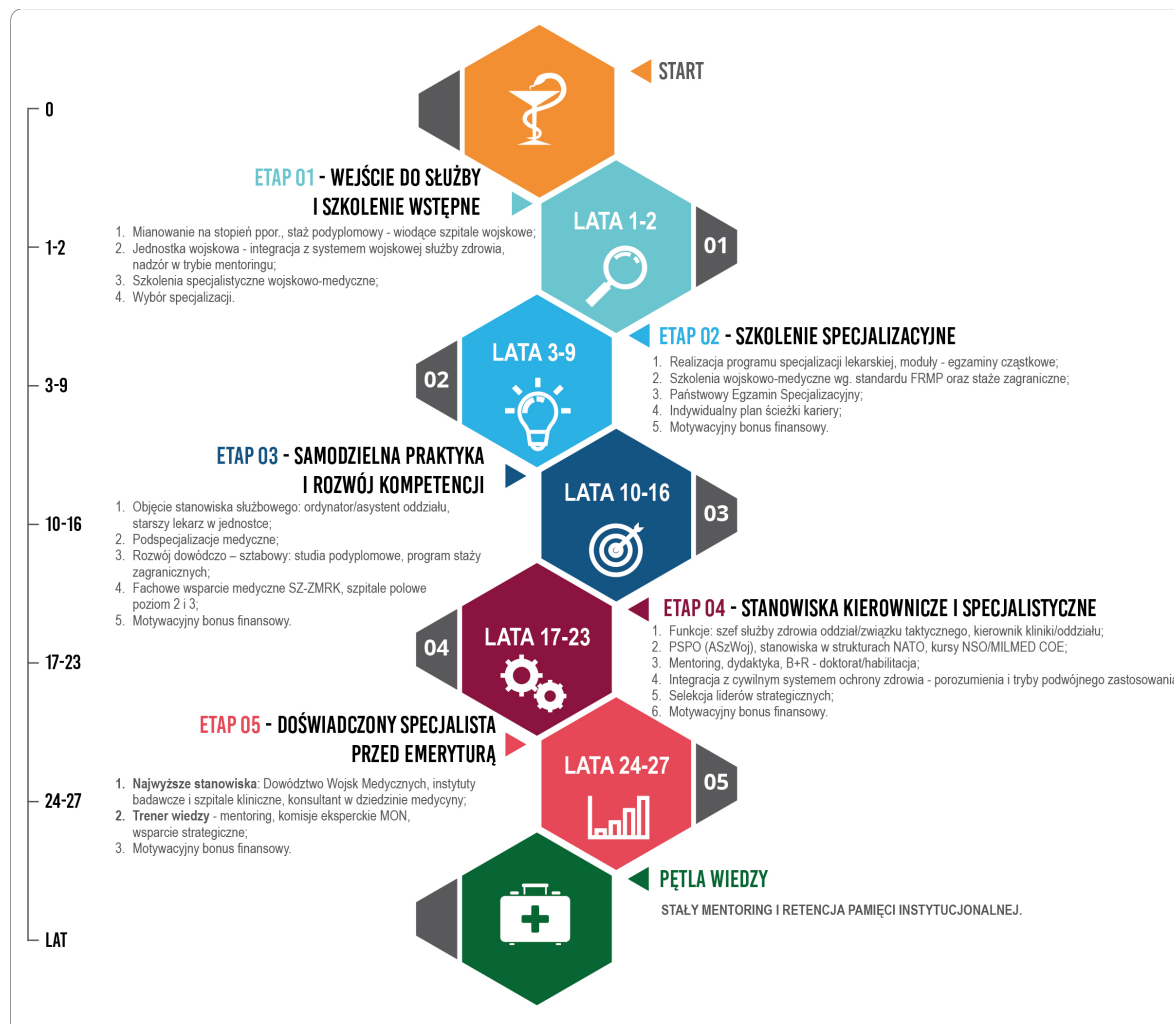 START
0
ETAP 01 - WEJŚCIE DO SŁUŻBY
I SZKOLENIE WSTĘPNE
1. Mianowanie na stopień ppor., staż podyplomowy - wiodące szpitale wojskowe;
2. Jednostka wojskowa - integracja z systemem wojskowej służby zdrowia,
nadzór w trybie mentoringu;
3. Szkolenia specjalistyczne wojskowo-medyczne;
4. Wybór specjalizacji.
LATA 1-2
01
1-2
ETAP 02 - SZKOLENIE SPECJALIZACYJNE
1. Realizacja programu specjalizacji lekarskiej, moduły - egzaminy cząstkowe;
2. Szkolenia wojskowo-medyczne wg. standardu FRMP oraz staże zagraniczne;
3. Państwowy Egzamin Specjalizacyjny;
4. Indywidualny plan ścieżki kariery;
5. Motywacyjny bonus finansowy.
LATA 3-9
02
3-9
ETAP 03 - SAMODZIELNA PRAKTYKA
I ROZWÓJ KOMPETENCJI
1. Objęcie stanowiska służbowego: ordynator/asystent oddziału,
starszy lekarz w jednostce;
2. Podspecjalizacje medyczne;
3. Rozwój dowódczo – sztabowy: studia podyplomowe, program staży
zagranicznych;
4. Fachowe wsparcie medyczne SZ-ZMRK, szpitale polowe
poziom 2 i 3;
5. Motywacyjny bonus finansowy.
LATA 10-16
03
10-16
ETAP 04 - STANOWISKA KIEROWNICZE I SPECJALISTYCZNE
1. Funkcje: szef służby zdrowia oddział/związku taktycznego, kierownik kliniki/oddziału;
2. PSPO (ASzWoj), stanowiska w strukturach NATO, kursy NSO/MILMED COE;
3. Mentoring, dydaktyka, B+R - doktorat/habilitacja;
4. Integracja z cywilnym systemem ochrony zdrowia - porozumienia i tryby podwójnego zastosowani
5. Selekcja liderów strategicznych;
6. Motywacyjny bonus finansowy.
LATA 17-23
04
17-23
ETAP 05 - DOŚWIADCZONY SPECJALISTA
PRZED EMERYTURĄ
1. Najwyższe stanowiska: Dowództwo Wojsk Medycznych, instytuty
badawcze i szpitale kliniczne, konsultant w dziedzinie medycyny;
2. Trener wiedzy - mentoring, komisje eksperckie MON,
wsparcie strategiczne;
3. Motywacyjny bonus finansowy.
LATA 24-27
05
24-27
PĘTLA WIEDZY
STAŁY MENTORING I RETENCJA PAMIĘCI INSTYTUCJONALNEJ.
LAT